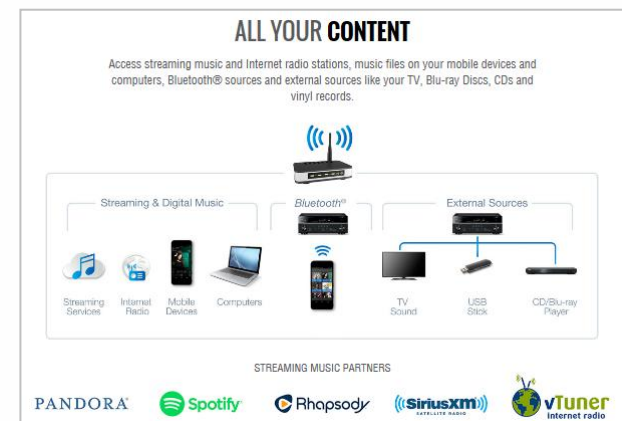 ALL YOUR CONTENT
Access streaming music and Internet radio stations, music files on your mobile devices and
computers, Bluetooth® sources and external sources like your TV, Blu-ray Discs, CDs and
vinyl records.
Streaming & Digital Music
Bluetooth®
External Sources
Streaming
Services
Internet
Radio
Mobile
Devices
Computers
TV
Sound
USB
Stick
CD/Blu-ray
Player
STREAMING MUSIC PARTNERS
PANDORA
Spotify
Rhapsody
SiriusXM
SATELLITE RADIO
vTuner
internet radio